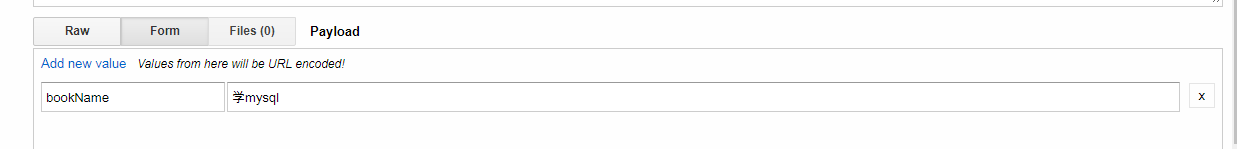 Raw Form Files (0) Payload
Add new value Values from here will be URL encoded!
bookName 学mysql x